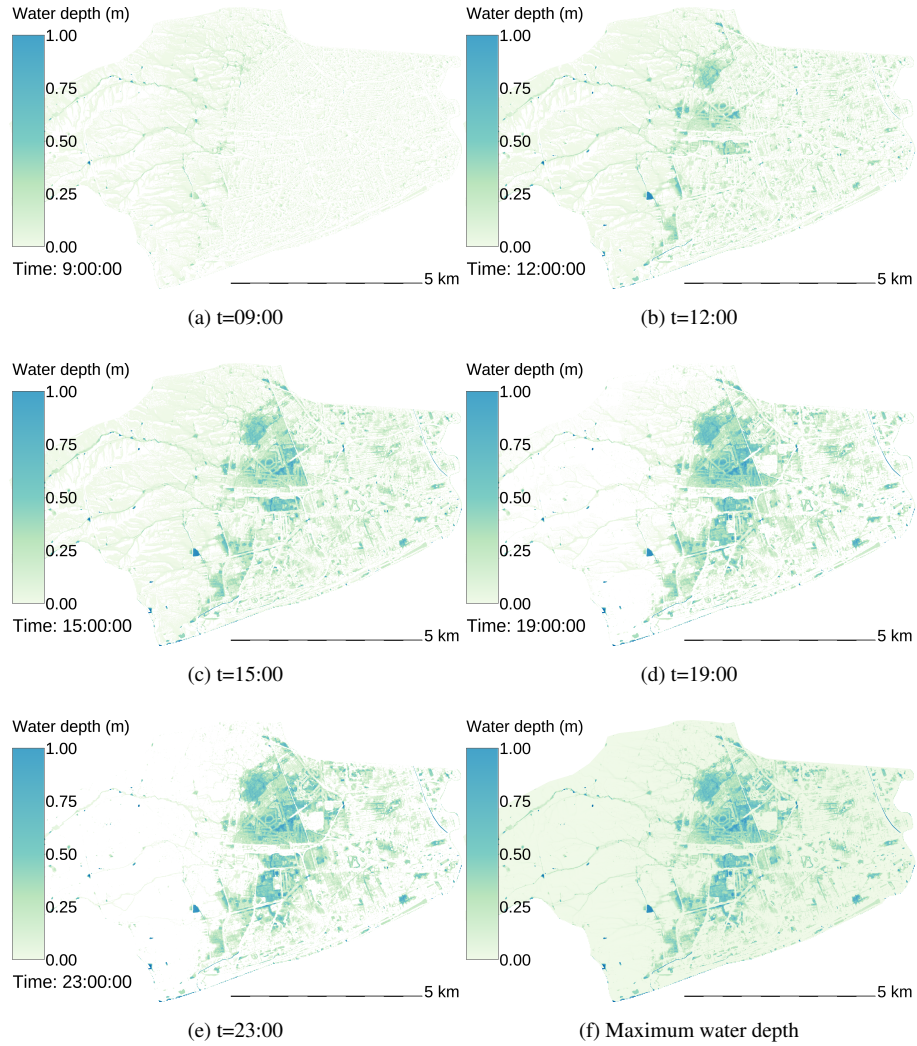 Water depth (m)
1.00
0.75
0.50
0.25
0.00
Time: 9:00:00
5 km
(a) t=09:00
Water depth (m)
1.00
0.75
0.50
0.25
0.00
Time: 12:00:00
5 km
(b) t=12:00
Water depth (m)
1.00
0.75
0.50
0.25
0.00
Time: 15:00:00
5 km
(c) t=15:00
Water depth (m)
1.00
0.75
0.50
0.25
0.00
Time: 19:00:00
5 km
(d) t=19:00
Water depth (m)
1.00
0.75
0.50
0.25
0.00
Time: 23:00:00
5 km
(e) t=23:00
Water depth (m)
1.00
0.75
0.50
0.25
0.00
5 km
(f) Maximum water depth